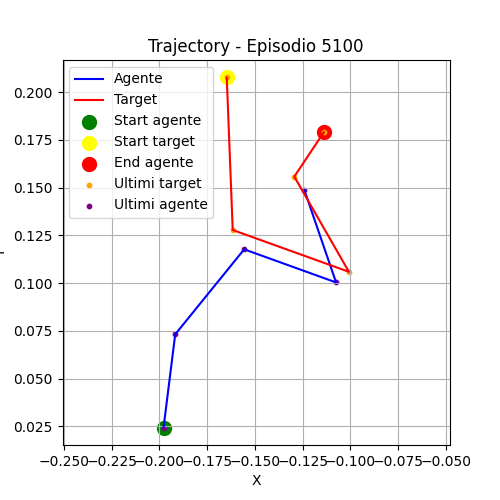 Trajectory - Episodio 5100
Agente
Target
Start agente
Start target
End agente
Ultimi target
Ultimi agente
0.200
0.175
0.150
0.125
0.100
0.075
0.050
0.025
−0.250−0.225−0.200−0.175−0.150−0.125−0.100−0.075−0.050
X